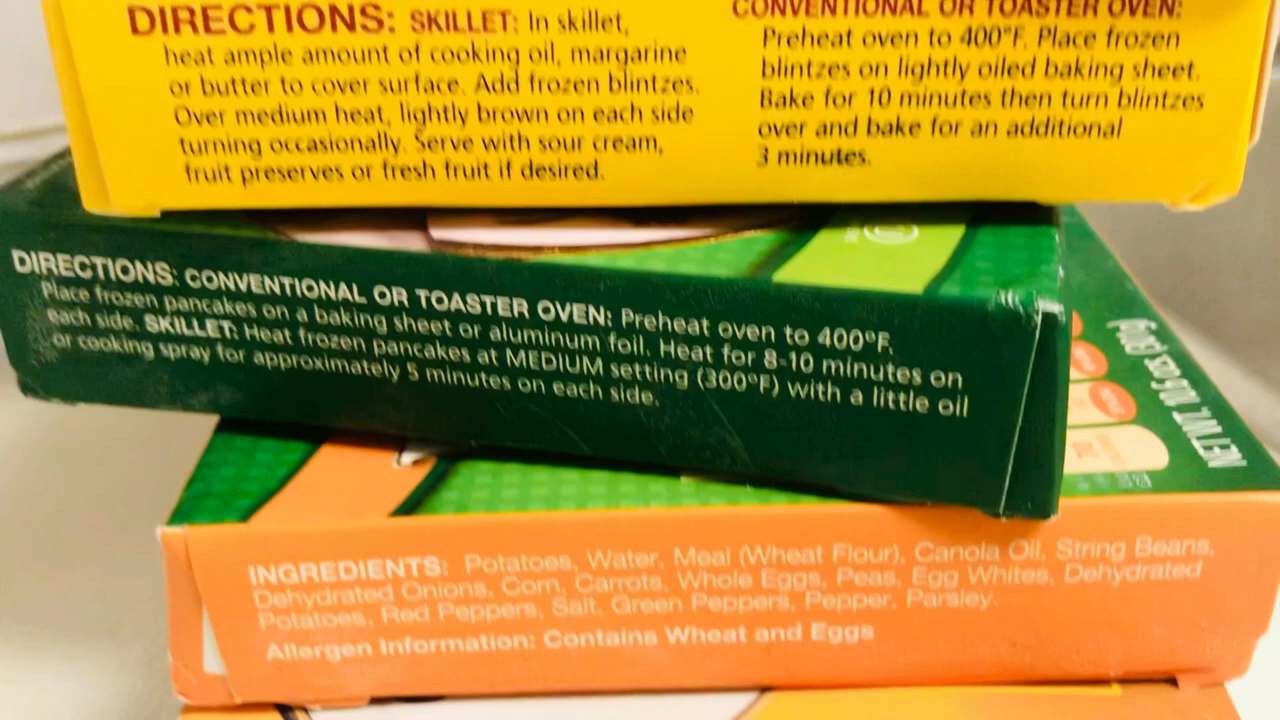 DIRECTIONS: SKILLET: In skillet,
heat ample amount of cooking oil, margarine
or butter to cover surface. Add frozen blintzes.
Over medium heat, lightly brown on each side
turning occasionally. Serve with sour cream,
fruit preserves or fresh fruit if desired.
CONVENTIONAL OR TOASTER OVEN:
Preheat oven to 400°F. Place frozen
blintzes on lightly oiled baking sheet.
Bake for 10 minutes then turn blintzes
over and bake for an additional
3 minutes.
DIRECTIONS: CONVENTIONAL OR TOASTER OVEN: Preheat oven to 400°F.
Place frozen pancakes on a baking sheet or aluminum foil. Heat for 8-10 minutes on
each side. SKILLET: Heat frozen pancakes at MEDIUM setting (300°F) with a little oil
or cooking spray for approximately 5 minutes on each side.
NET WT. 10.6 ozs.
INGREDIENTS: Potatoes, Water, Meal (Wheat Flour), Canola Oil, String Beans,
Dehydrated Onions, Corn, Carrots, Whole Eggs, Peas, Egg Whites, Dehydrated
Potatoes, Red Peppers, Salt, Green Peppers, Pepper, Parsley.
Allergen Information: Contains Wheat and Eggs